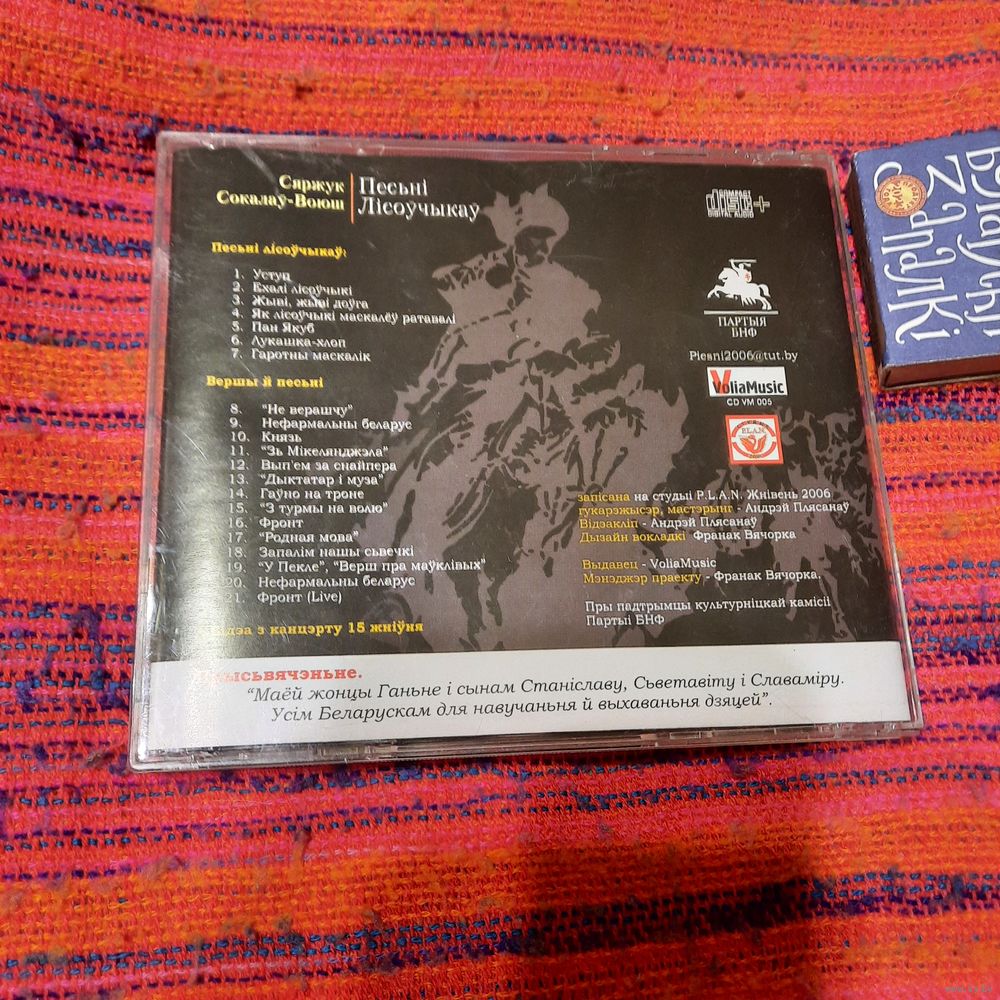 Сяржук
Сокалаў-Воюш
Песьні
Лісоўчыкаў
COMPACT
disc+
DIGITAL AUDIO
Песьні лісоўчыкаў:
1. Уступ
2. Ехалі лісоўчыкі
3. Жыві, жыві доўга
4. Як лісоўчыкі маскалёў ратавалі
5. Пан Якуб
6. Лукашка-хлоп
7. Гаротны маскалік
Вершы й песьні
8. "Не верашчу"
9. Нефармальны беларус
10. Князь
11. "Зь Мікелянджэла"
12. Вып'ем за снайпера
13. "Дыктатар і муза"
14. Гаўно на троне
15. "З турмы на волю"
16. Фронт
17. "Родная мова"
18. Запалім нашы сьвечкі
19. "У Пекле", "Верш пра маўклівых"
20. Нефармальны беларус
21. Фронт (Live)
з канцэрту 15 жніўня
ПАРТЫЯ
БНФ
Piesni2006@tut.by
VoliaMusic
CD VM 005
запісана на студыі P.L.A.N. Жнівень 2006
гукарэжысэр, мастэрынг - Андрэй Плясанаў
Відэакліп - Андрэй Плясанаў
Дызайн вокладкі Франак Вячорка
Выдавец - VoliaMusic
Мэнэджэр праекту - Франак Вячорка.
Пры падтрымцы культурніцкай камісіі
Партыі БНФ
"Маёй жонцы Ганьне і сынам Станіславу, Сьветавіту і Славаміру.
Усім Беларускам для навучаньня й выхаваньня дзяцей".
запалкі